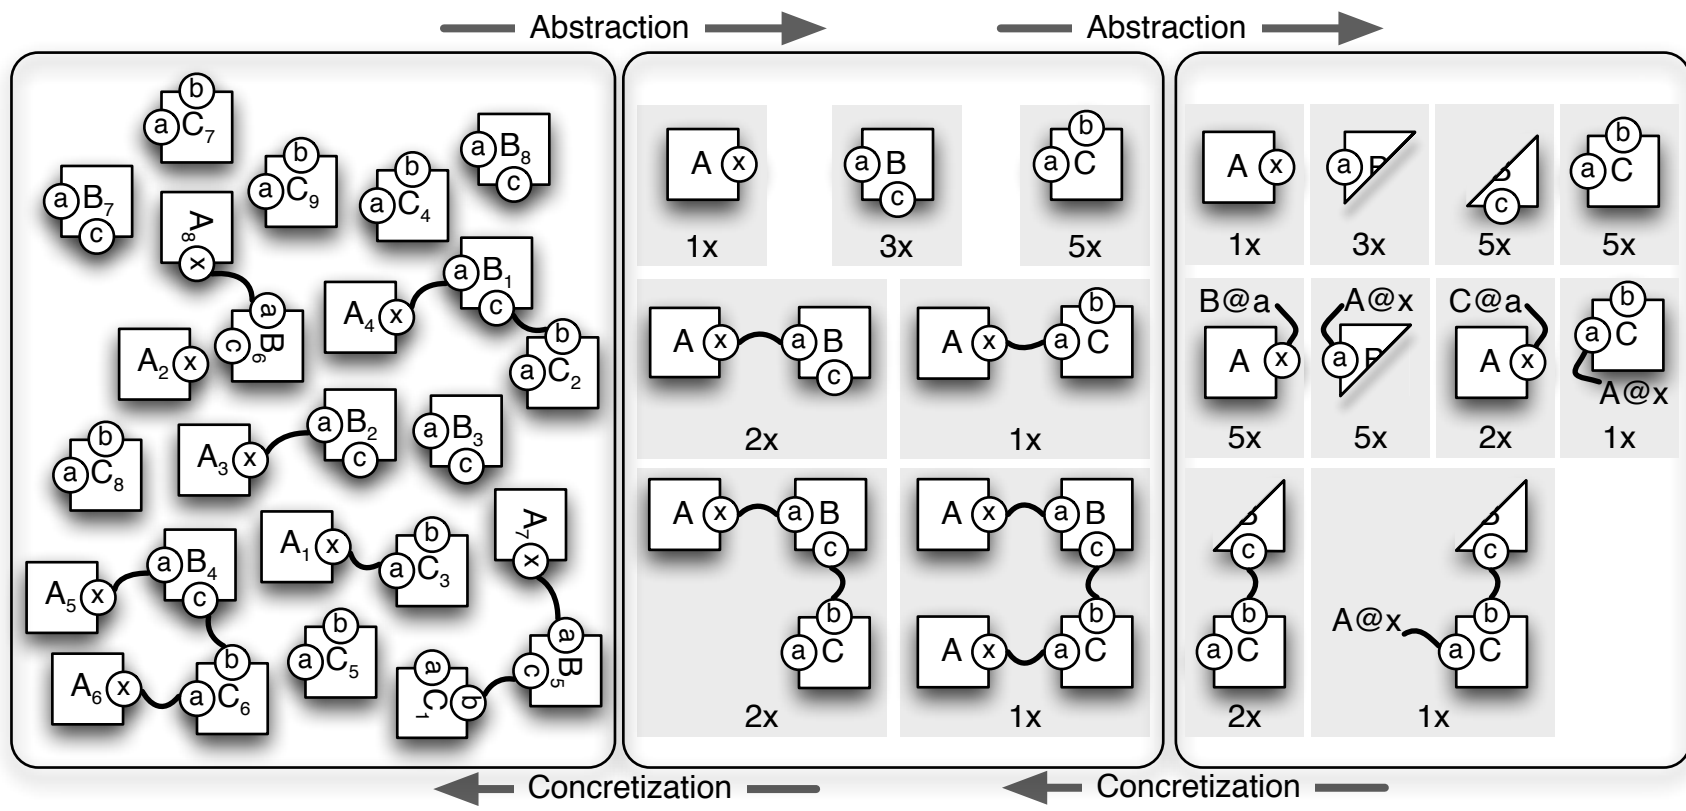 Abstraction
Abstraction
b
a C7
a B7
c
b
a C9
b
a C4
a B8
c
A8
x
a
c B6
A4 x
a B1
c
b
a C2
A2 x
b
a C8
A3 x
a B2
c
a B3
c
A1 x
b
a C3
A7
x
a
c B5
a
C1 b
A5 x
a B4
c
b
a C6
A6 x
b
a C5
A x
1x
a B
c
3x
b
a C
5x
A x a B
c
2x
b
A x a C
1x
A x a B
c
b
a C
2x
A x a B
c
b
A x a C
1x
A x
1x
a B
3x
B
c
5x
b
a C
5x
B@a
A x
5x
A@x
a B
5x
C@a
A x
2x
b
a C
A@x
1x
B
c
b
a C
2x
B
c
b
A@x a C
1x
Concretization
Concretization